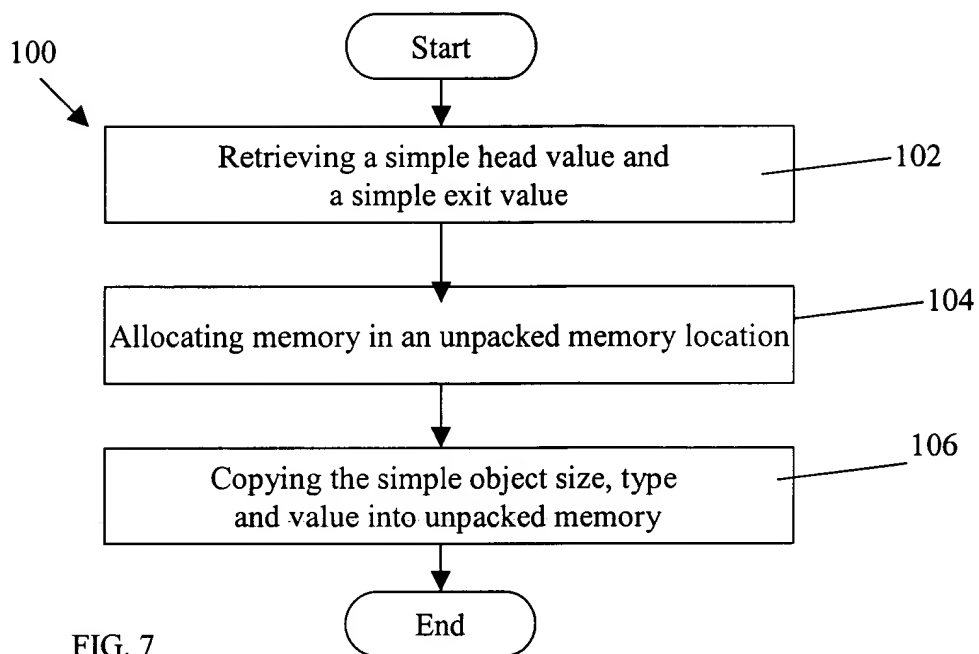 Start
100
Retrieving a simple head value and
a simple exit value
102
Allocating memory in an unpacked memory location
104
Copying the simple object size, type
and value into unpacked memory
106
End
FIG. 7